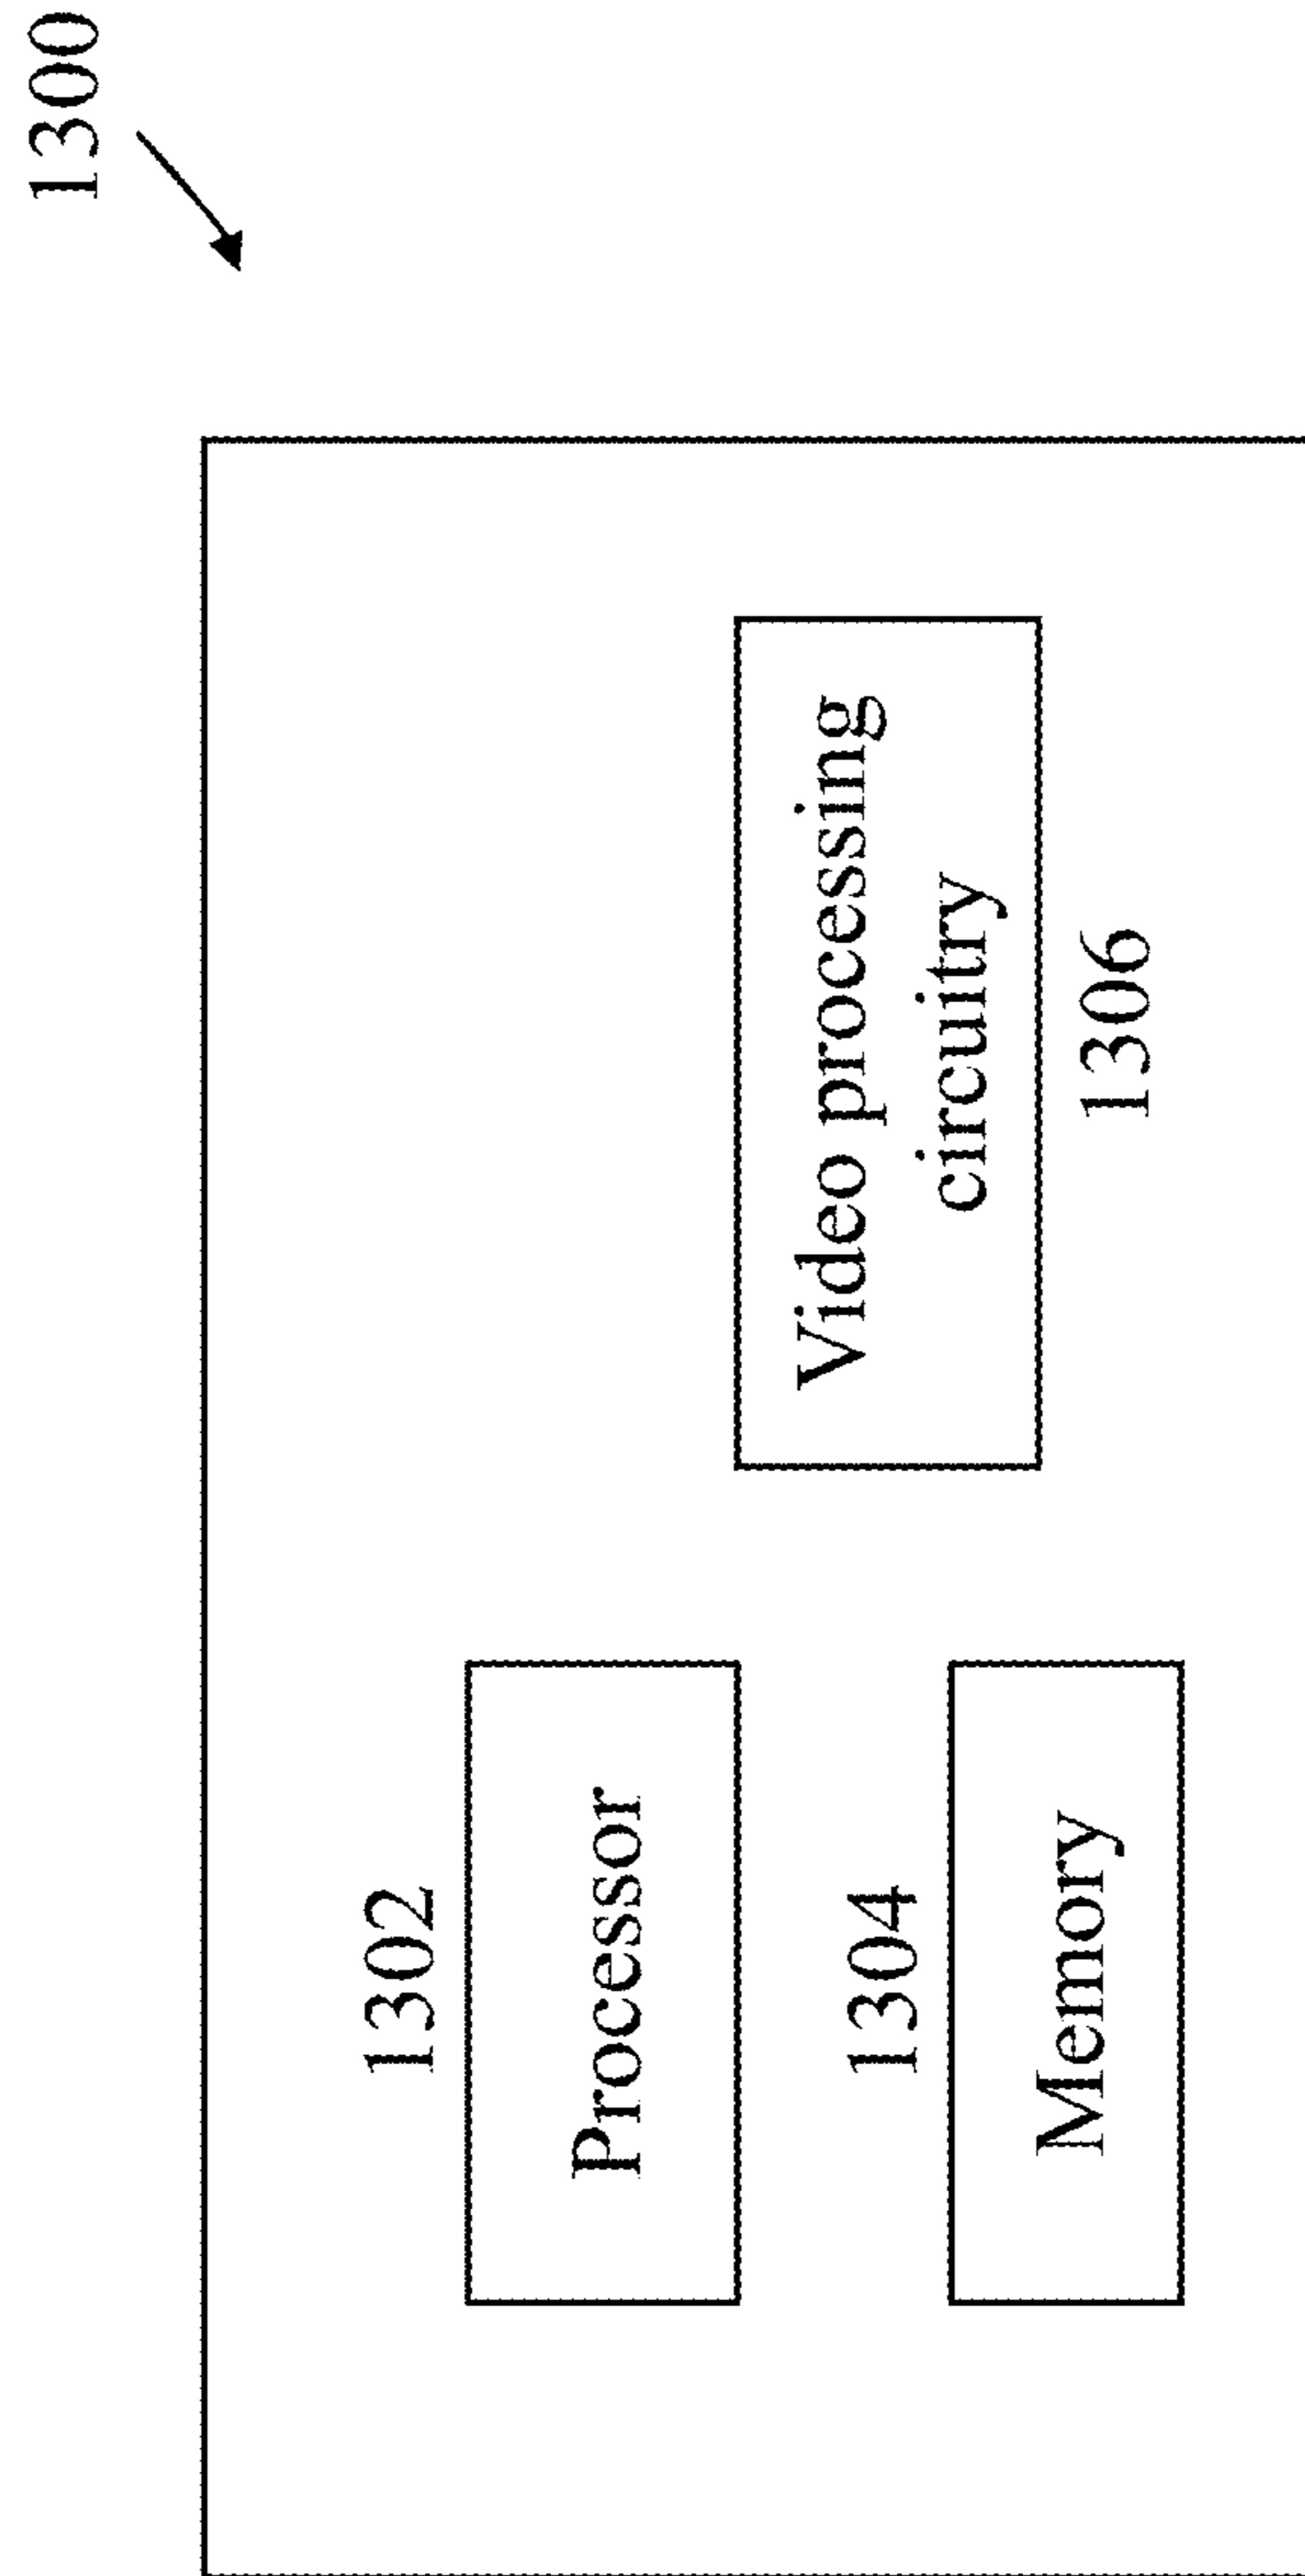 1300
1302
Processor
1304
Memory
Video processing
circuitry
1306